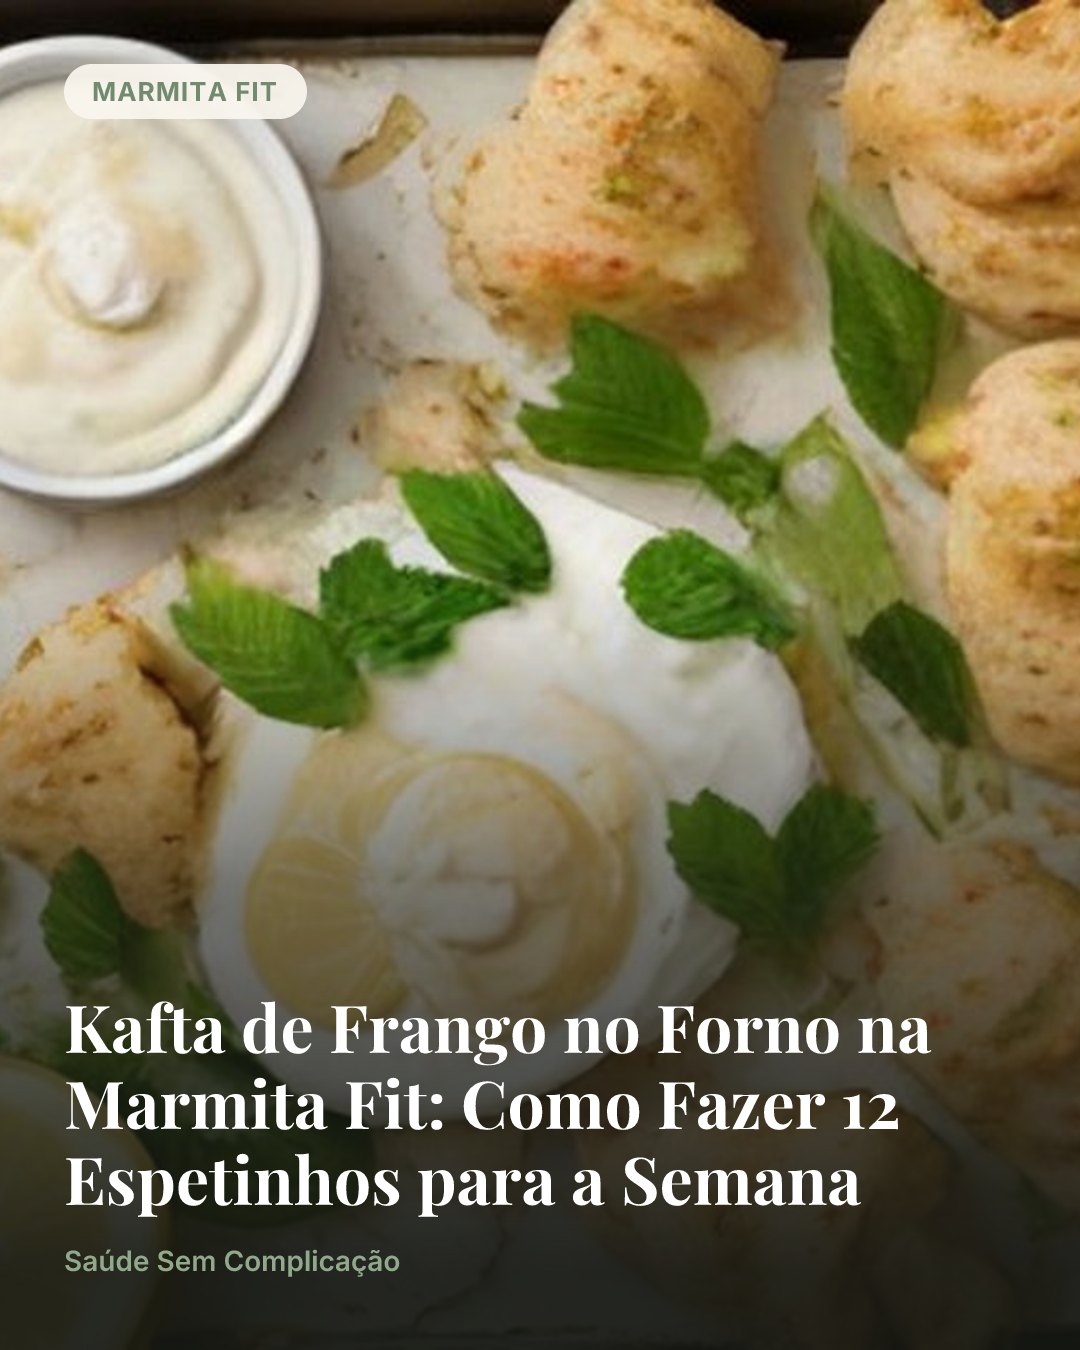 MARMITA FIT
Kafta de Frango no Forno na
Marmita Fit: Como Fazer 12
Espetinhos para a Semana
Saúde Sem Complicação